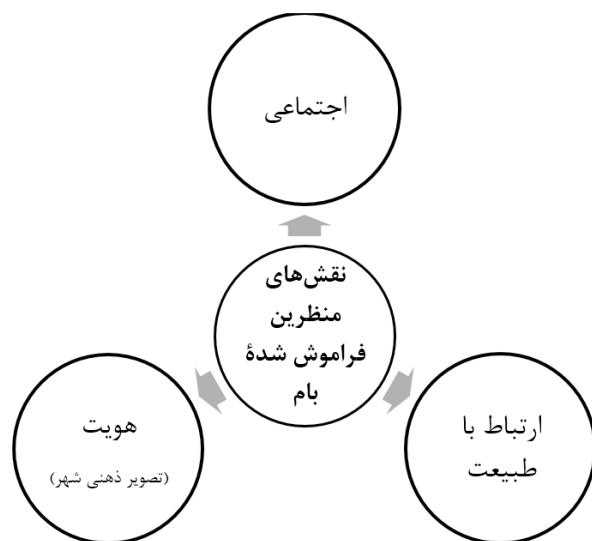 اجتماعی
نقش‌های
منظرین
فراموش شدۀ
بام
هویت
(تصویر ذهنی شهر)
ارتباط با
طبیعت